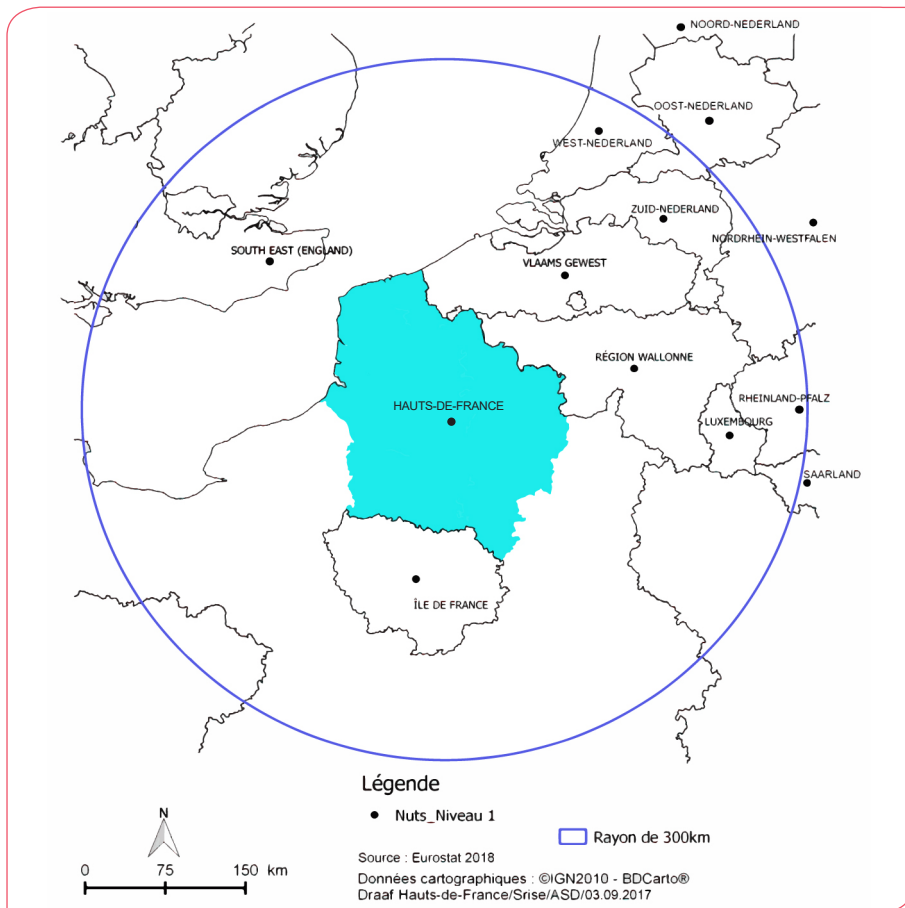 NOORD-NEDERLAND
OOST-NEDERLAND
WEST-NEDERLAND
ZUID-NEDERLAND
NORDRHEIN-WESTFALEN
SOUTH EAST (ENGLAND)
VLAAMS GEWEST
RÉGION WALLONNE
HAUTS-DE-FRANCE
RHEINLAND-PFALZ
LUXEMBOURG
SAARLAND
ÎLE DE FRANCE
Légende
N
Nuts_Niveau 1
Rayon de 300km
Source : Eurostat 2018
0 75 150 km
Données cartographiques : ©IGN2010 - BDCarto®
Draaf Hauts-de-France/Srise/ASD/03.09.2017